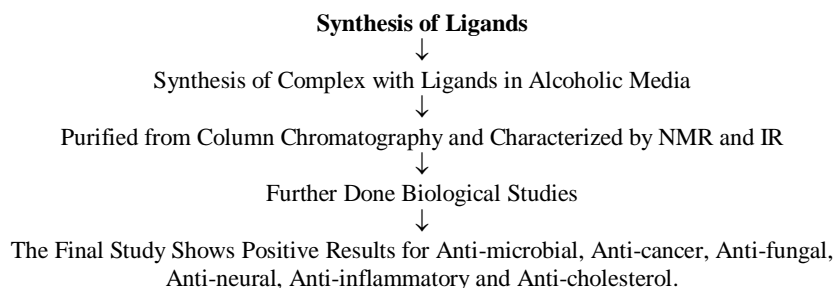 Synthesis of Ligands
↓
Synthesis of Complex with Ligands in Alcoholic Media
↓
Purified from Column Chromatography and Characterized by NMR and IR
↓
Further Done Biological Studies
↓
The Final Study Shows Positive Results for Anti-microbial, Anti-cancer, Anti-fungal,
Anti-neural, Anti-inflammatory and Anti-cholesterol.